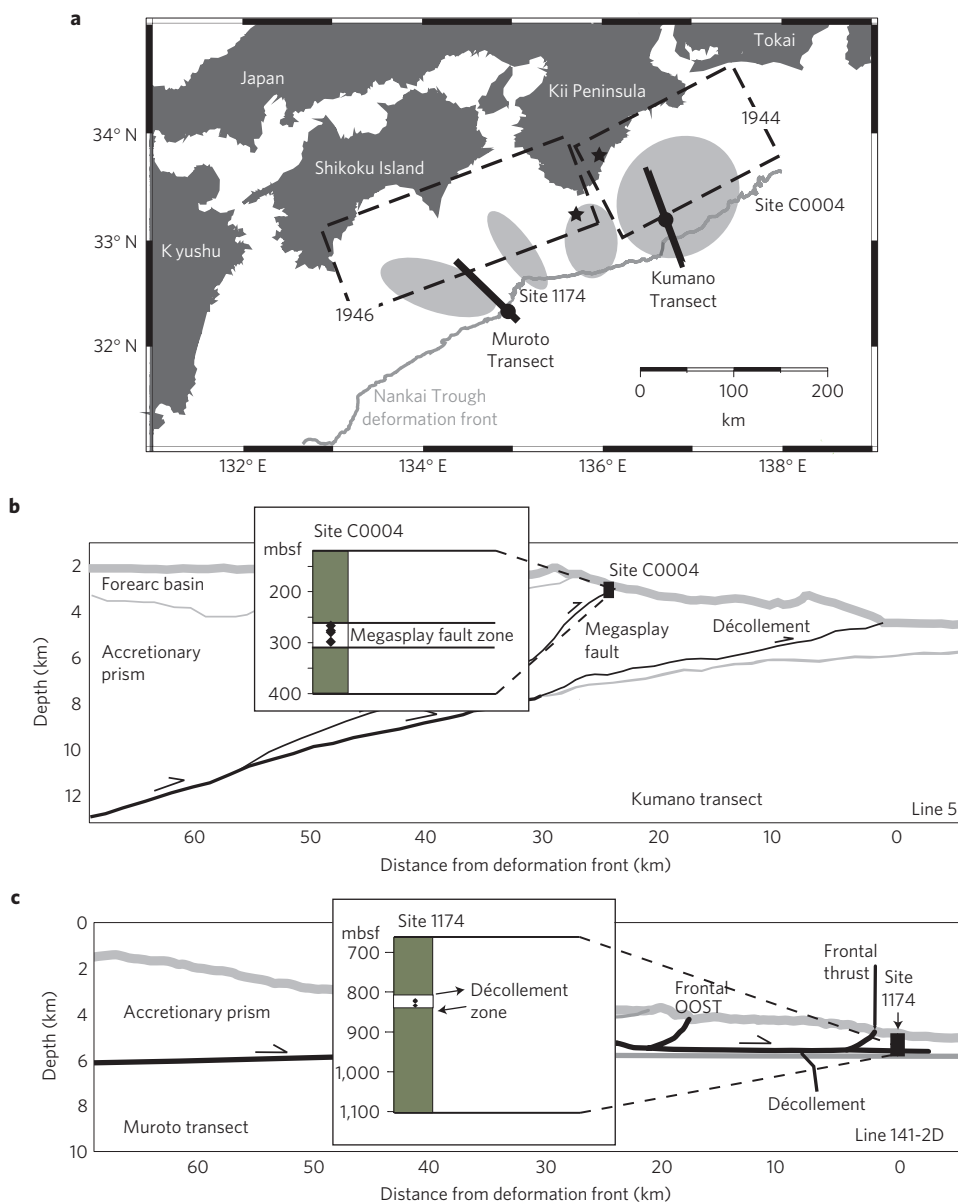 a
Tokai
Japan
Kii Peninsula
1944
34° N
Shikoku Island
Site C0004
33° N
K yushu
Kumano
Transect
Site 1174
1946
Muroto
Transect
32° N
0 100 200
km
Nankai Trough
deformation front
132° E 134° E 136° E 138° E
b
Site C0004
mbsf
200
Megasplay fault zone
300
400
2
4
6
8
10
12
Depth (km)
Forearc basin
Accretionary
prism
Site C0004
Megasplay
fault
Décollement
Kumano transect
Line 5
60 50 40 30 20 10 0
Distance from deformation front (km)
c
Site 1174
mbsf
700
800
900
1,000
1,100
Décollement
zone
0
2
4
6
8
10
Depth (km)
Accretionary prism
Frontal
OOST
Frontal
thrust
Site
1174
Décollement
Muroto transect
Line 141-2D
60 50 40 30 20 10 0
Distance from deformation front (km)